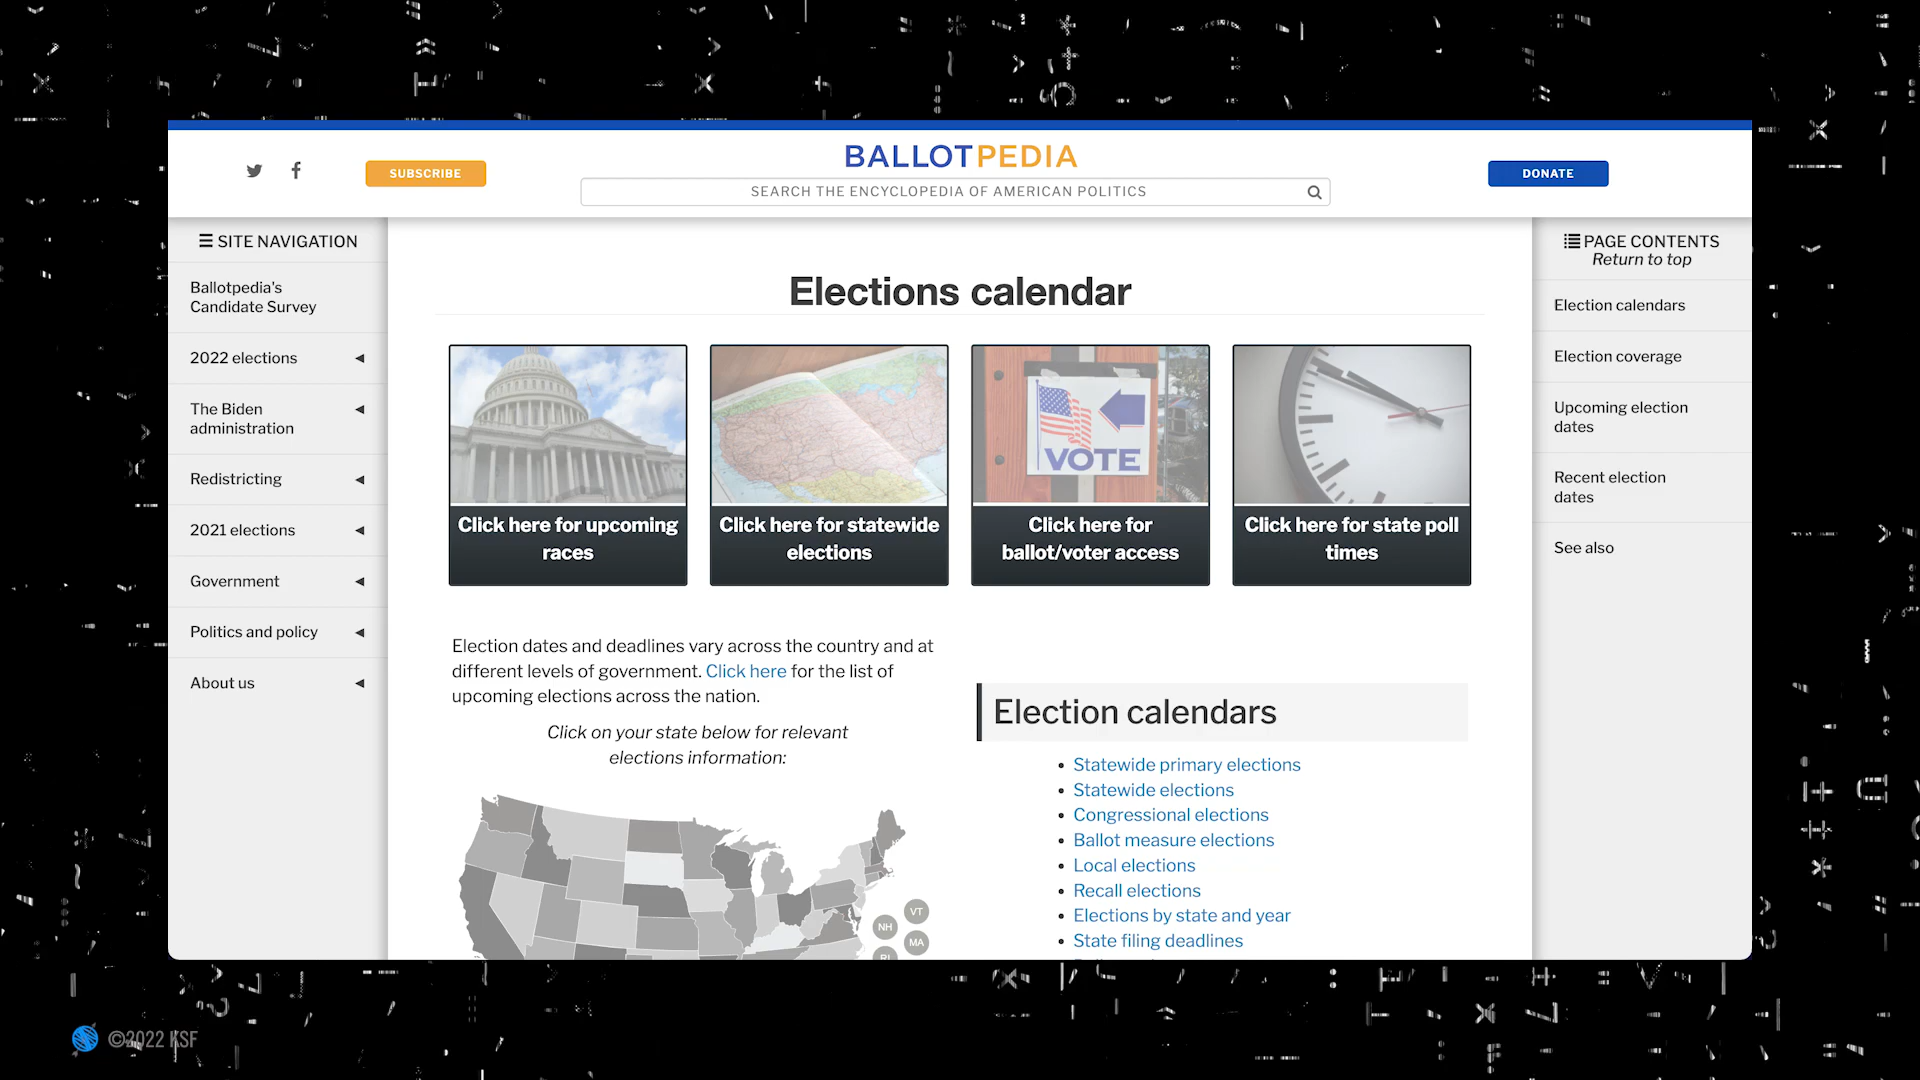 BALLOTPEDIA
SUBSCRIBE
SEARCH THE ENCYCLOPEDIA OF AMERICAN POLITICS
DONATE
SITE NAVIGATION
Ballotpedia's
Candidate Survey
2022 elections
The Biden
administration
Redistricting
2021 elections
Government
Politics and policy
About us
Elections calendar
VOTE
Click here for upcoming
races
Click here for statewide
elections
Click here for
ballot/voter access
Click here for state poll
times
Election dates and deadlines vary across the country and at
different levels of government. Click here for the list of
upcoming elections across the nation.
Click on your state below for relevant
elections information:
VT
NH
MA
RI
Election calendars
Statewide primary elections
Statewide elections
Congressional elections
Ballot measure elections
Local elections
Recall elections
Elections by state and year
State filing deadlines
PAGE CONTENTS
Return to top
Election calendars
Election coverage
Upcoming election
dates
Recent election
dates
See also
©2022 KSF